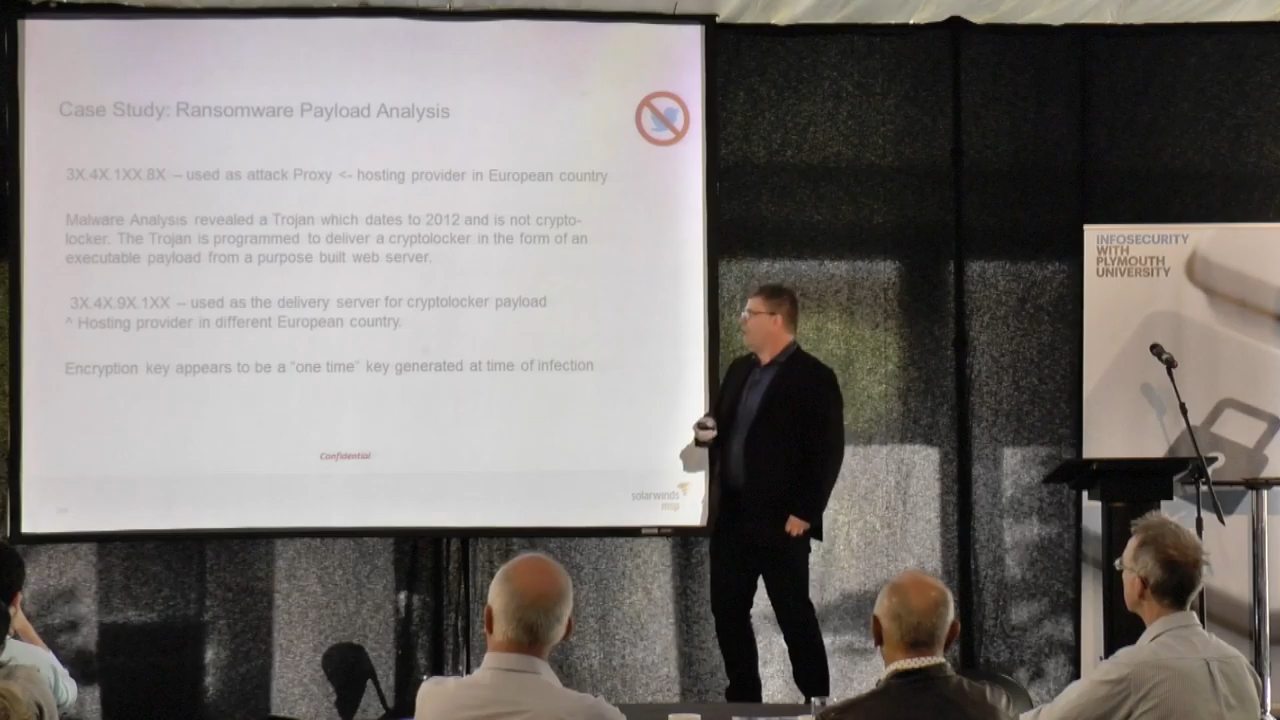 Case Study: Ransomware Payload Analysis
3X.4X.1XX.8X – used as attack Proxy <- hosting provider in European country
Malware Analysis revealed a Trojan which dates to 2012 and is not crypto-
locker. The Trojan is programmed to deliver a cryptolocker in the form of an
executable payload from a purpose built web server.
3X.4X.9X.1XX – used as the delivery server for cryptolocker payload
^ Hosting provider in different European country.
Encryption key appears to be a "one time" key generated at time of infection
Confidential
solarwinds
msp
INFOSECURITY
WITH
PLYMOUTH
UNIVERSITY